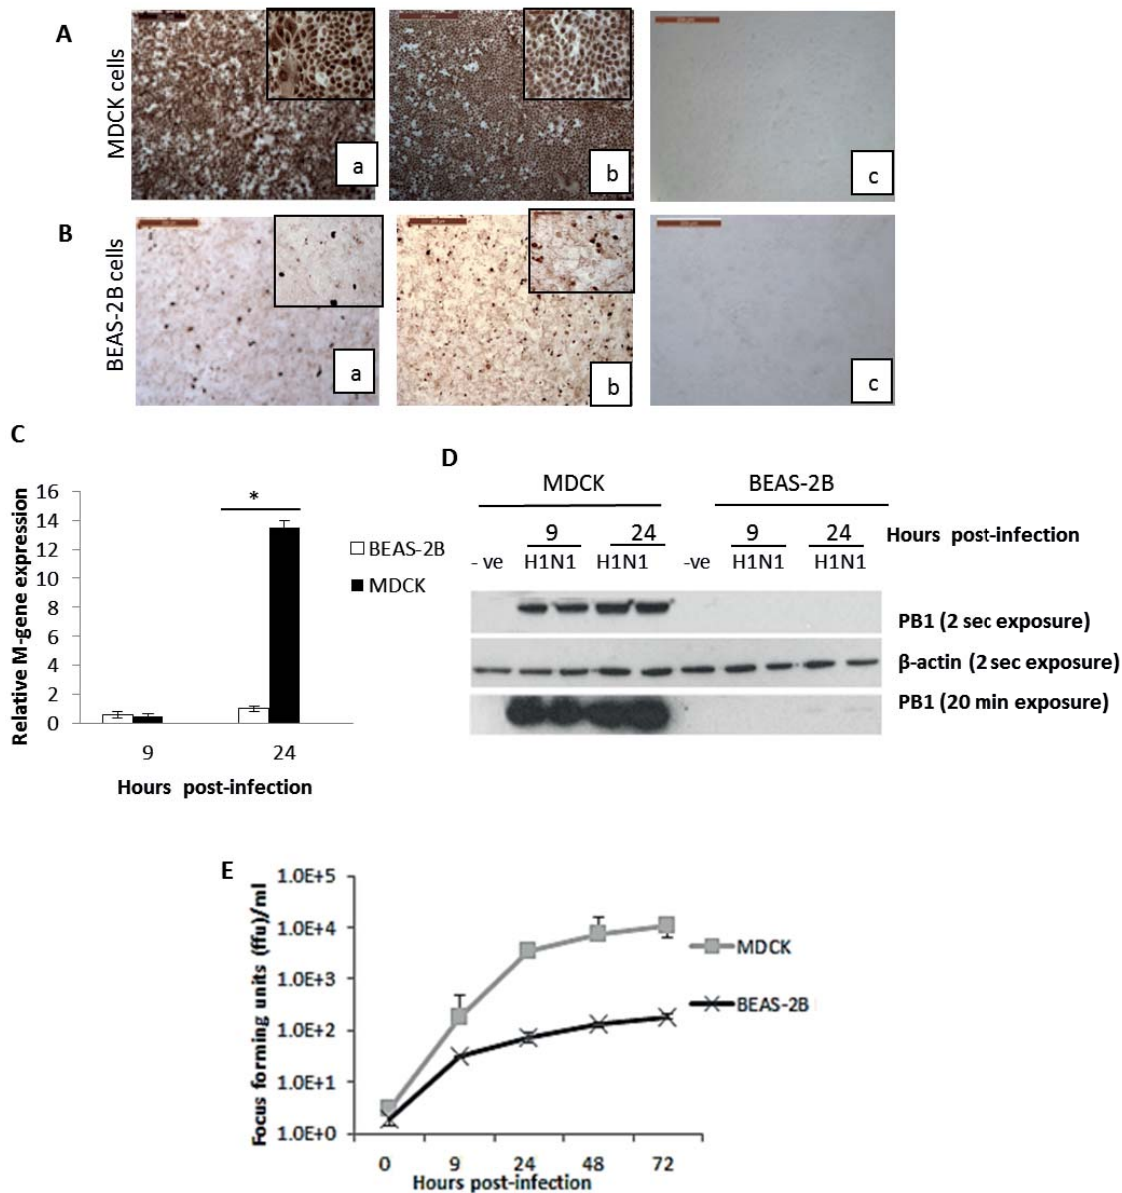 A
MDCK cells
a
b
c
B
BEAS-2B cells
a
b
c
C
Relative M-gene expression
16
14
12
10
8
6
4
2
0
*
9
24
Hours post-infection
BEAS-2B
MDCK
D
MDCK BEAS-2B
9 24 9 24 Hours post-infection
- ve H1N1 H1N1 -ve H1N1 H1N1
PB1 (2 sec exposure)
β-actin (2 sec exposure)
PB1 (20 min exposure)
E
Focus forming units (ffu)/ml
1.0E+5
1.0E+4
1.0E+3
1.0E+2
1.0E+1
1.0E+0
0 9 24 48 72
Hours post-infection
MDCK
BEAS-2B